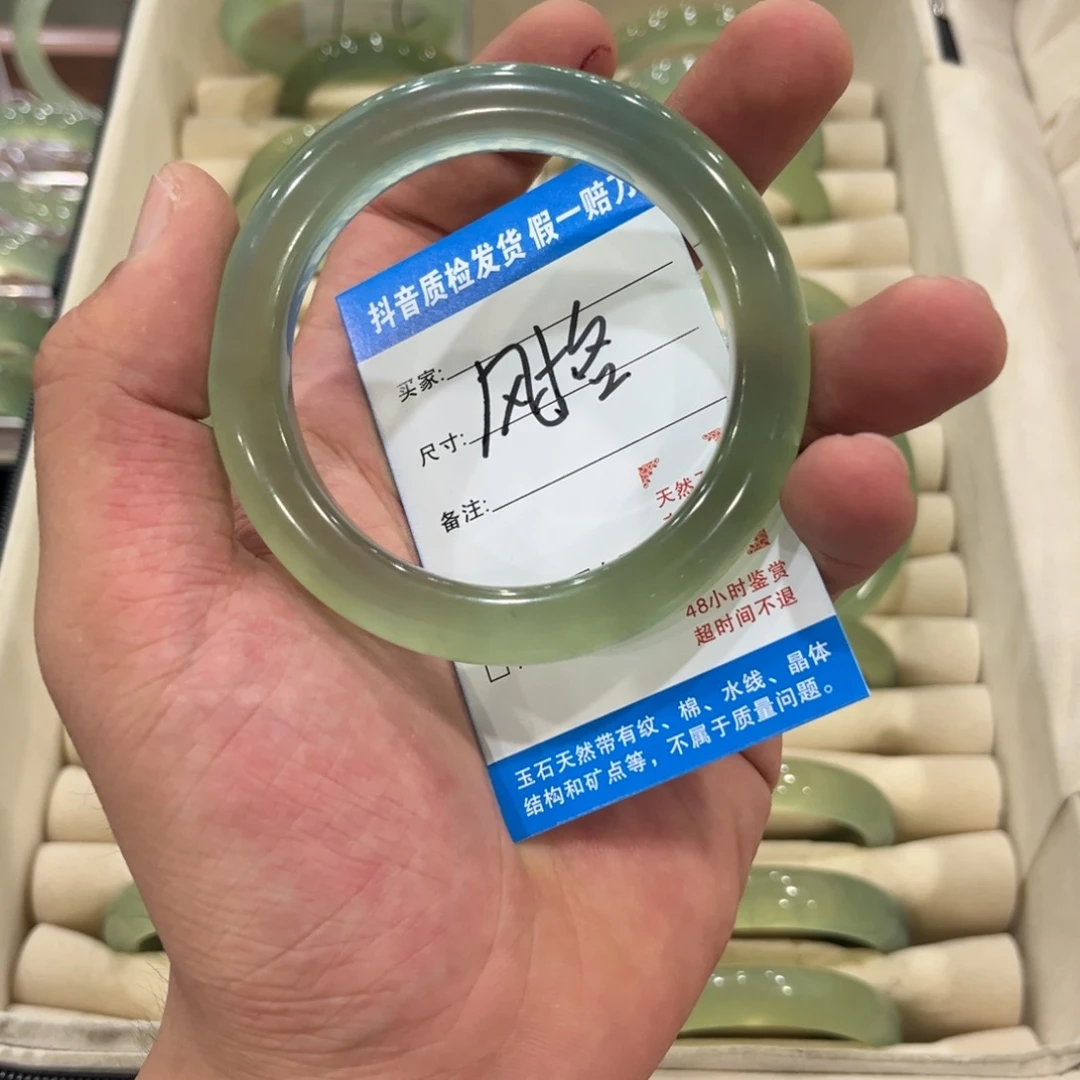 抖音质检发货 假一赔
买家:
尺寸:
备注:
天然
48小时鉴赏
超时间不退
玉石天然带有纹、棉、水线、晶体
结构和矿点等，不属于质量问题。